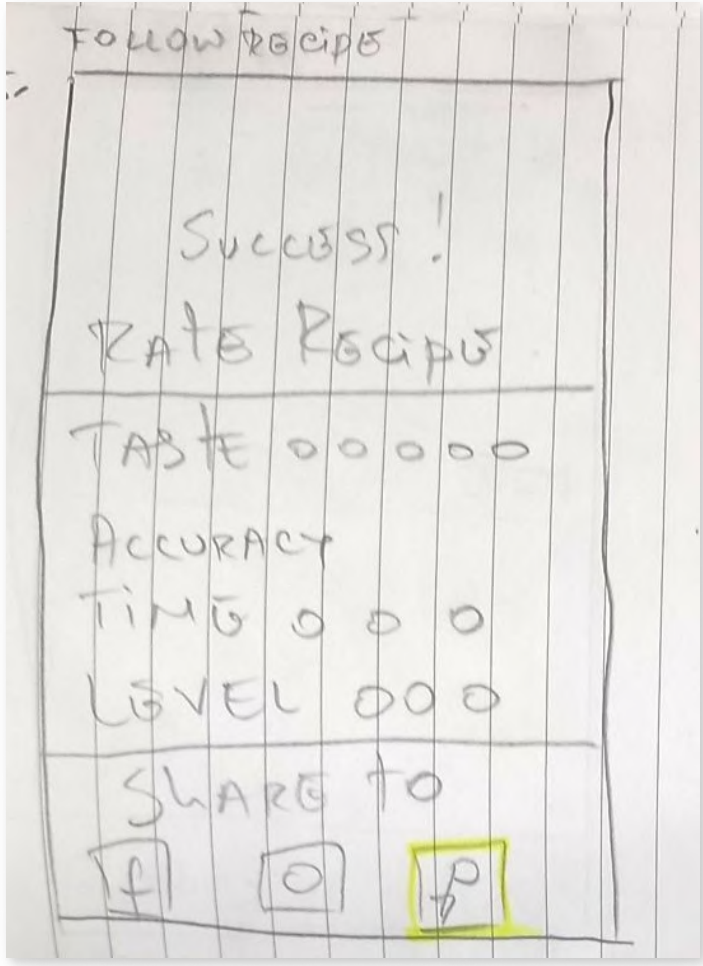 FOLLOW RECIPE
SUCCESS!
RATE RECIPE
TASTE o o o o o
ACCURACY
TIME o o o
LEVEL o o o
SHARE TO
f O p